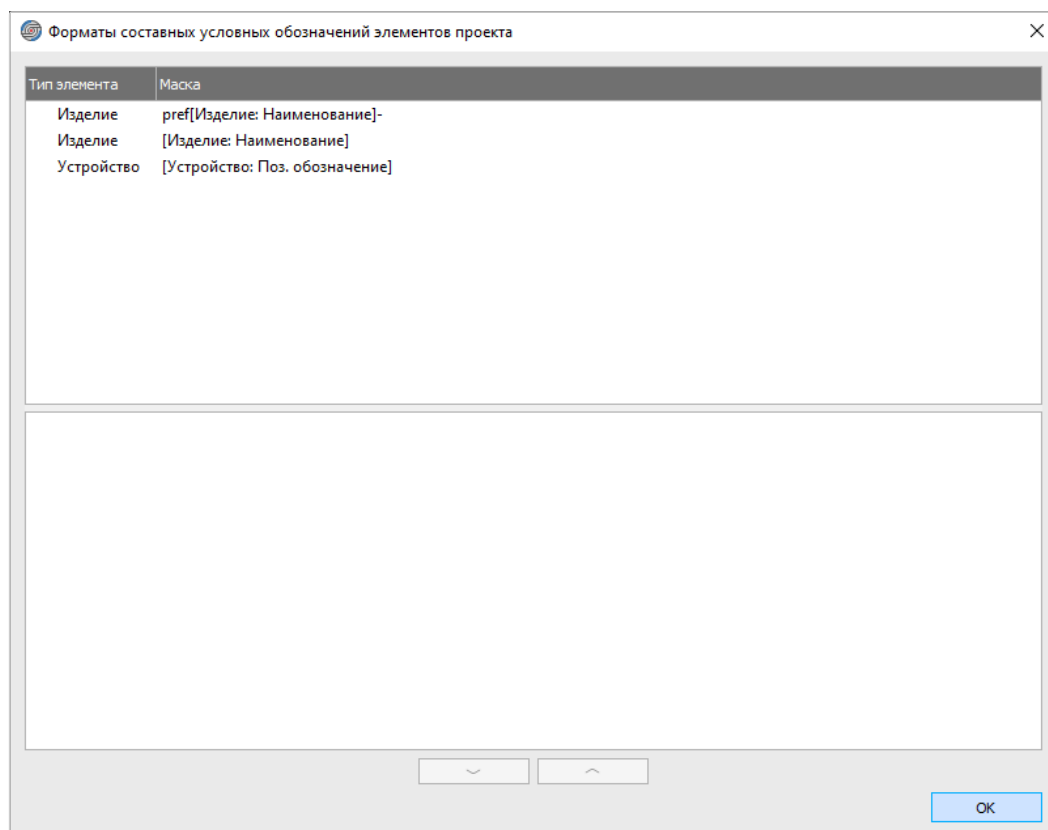 Форматы составных условных обозначений элементов проекта
Тип элемента Маска
Изделие pref[Изделие: Наименование]-
Изделие [Изделие: Наименование]
Устройство [Устройство: Поз. обозначение]
OK